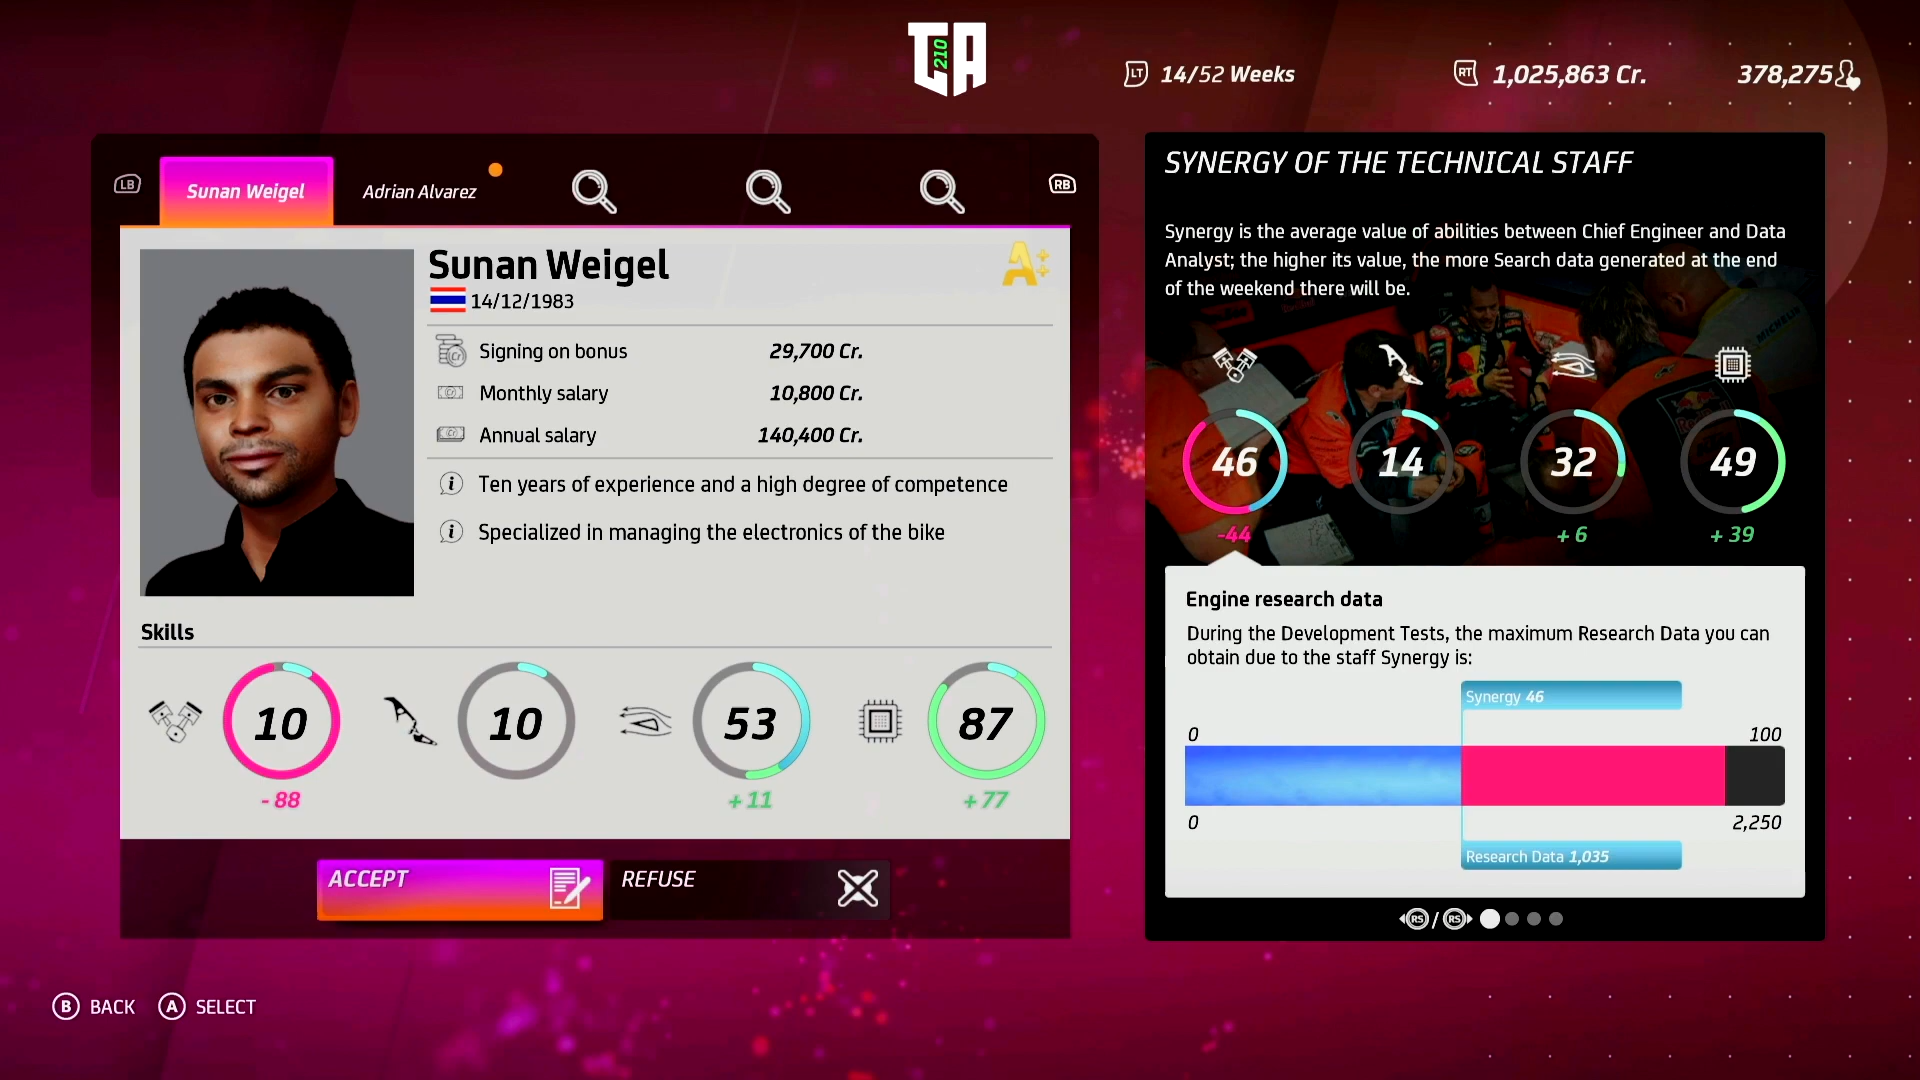 TA
210
LT 14/52 Weeks
RT 1,025,863 Cr.
378,275
LB
Sunan Weigel
Adrian Alvarez
RB
Sunan Weigel
A++
14/12/1983
Signing on bonus 29,700 Cr.
Monthly salary 10,800 Cr.
Annual salary 140,400 Cr.
i Ten years of experience and a high degree of competence
i Specialized in managing the electronics of the bike
Skills
10 10 53 87
- 88 + 11 + 77
ACCEPT REFUSE
SYNERGY OF THE TECHNICAL STAFF
Synergy is the average value of abilities between Chief Engineer and Data
Analyst; the higher its value, the more Search data generated at the end
of the weekend there will be.
46 14 32 49
-44 + 6 + 39
Engine research data
During the Development Tests, the maximum Research Data you can
obtain due to the staff Synergy is:
Synergy 46
0 100
0 2,250
Research Data 1,035
RS / RS
B BACK A SELECT